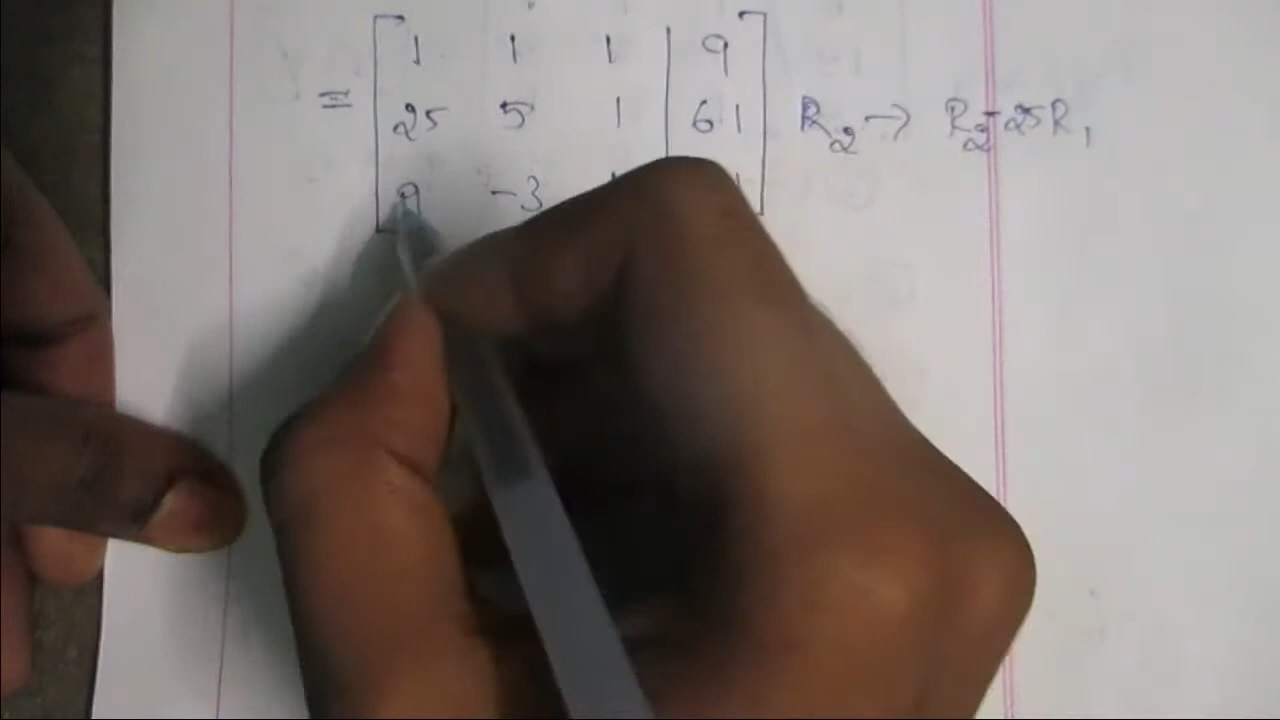 = [ 1 1 1 | 9 ]
25 5 1 | 61 R₂ → R₂-25R₁
9 -3